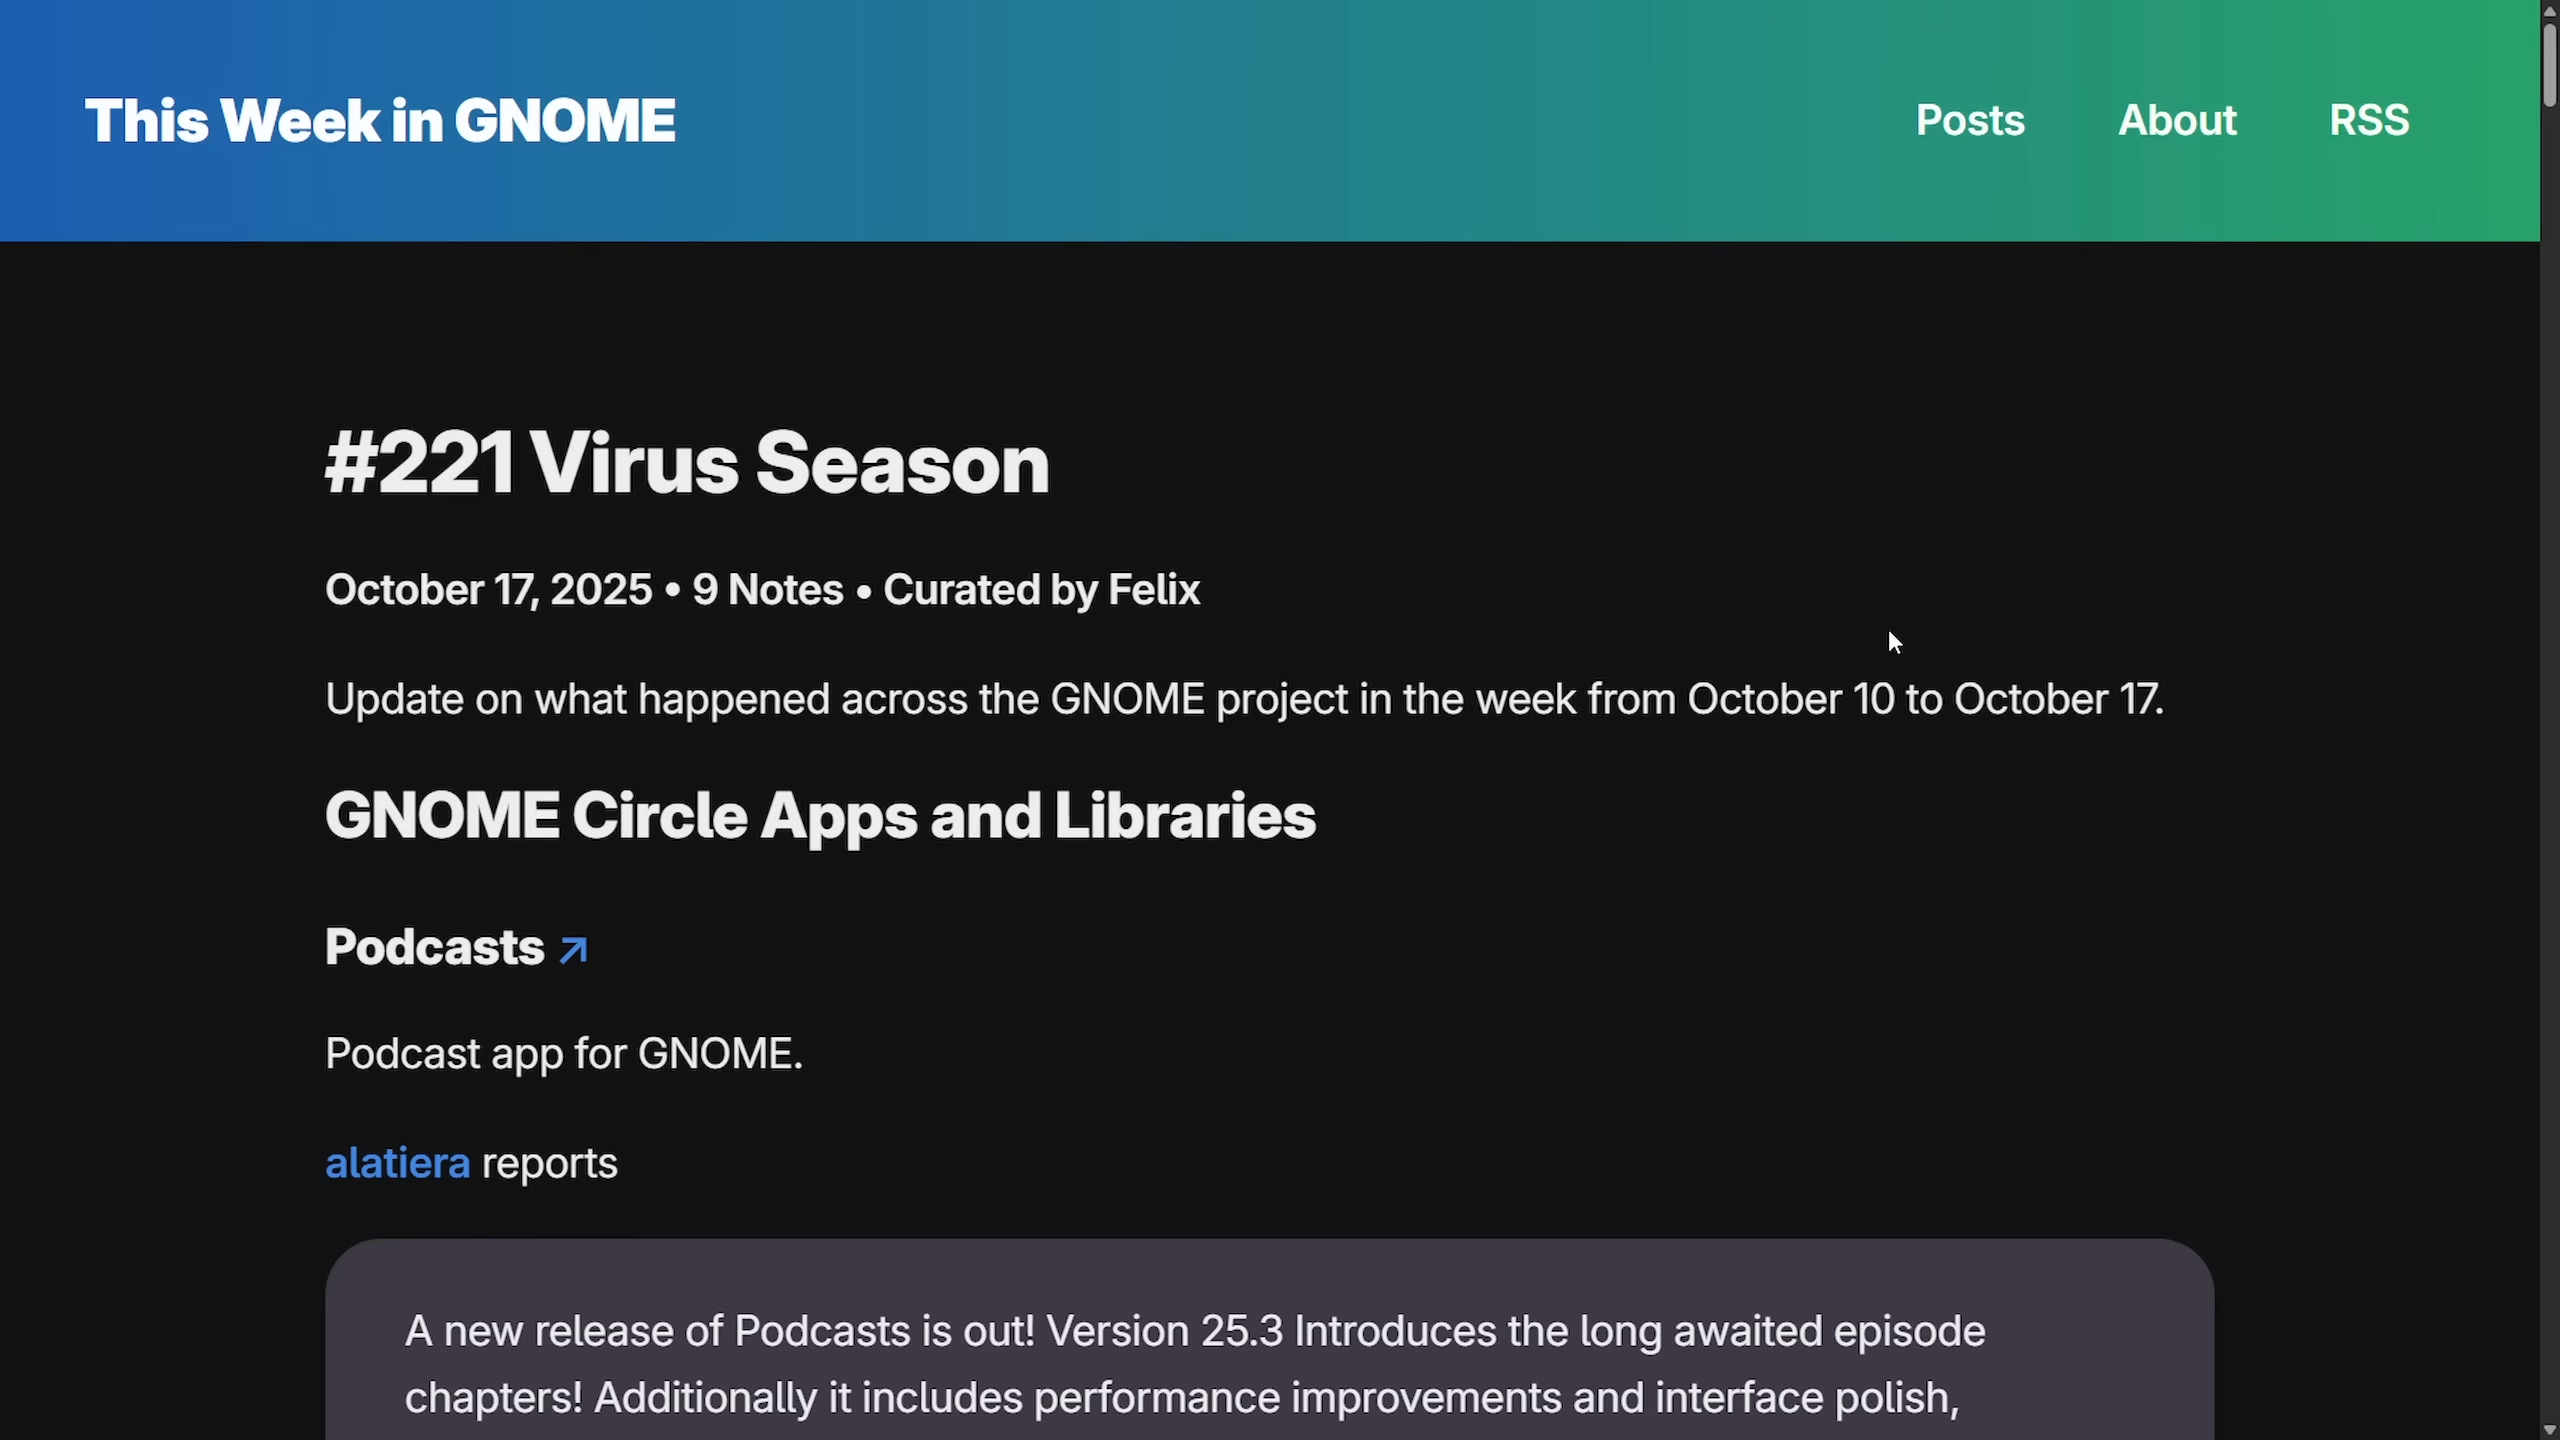 This Week in GNOME
Posts About RSS
#221 Virus Season
October 17, 2025 • 9 Notes • Curated by Felix
Update on what happened across the GNOME project in the week from October 10 to October 17.
GNOME Circle Apps and Libraries
Podcasts ↗
Podcast app for GNOME.
alatiera reports
A new release of Podcasts is out! Version 25.3 Introduces the long awaited episode
chapters! Additionally it includes performance improvements and interface polish,